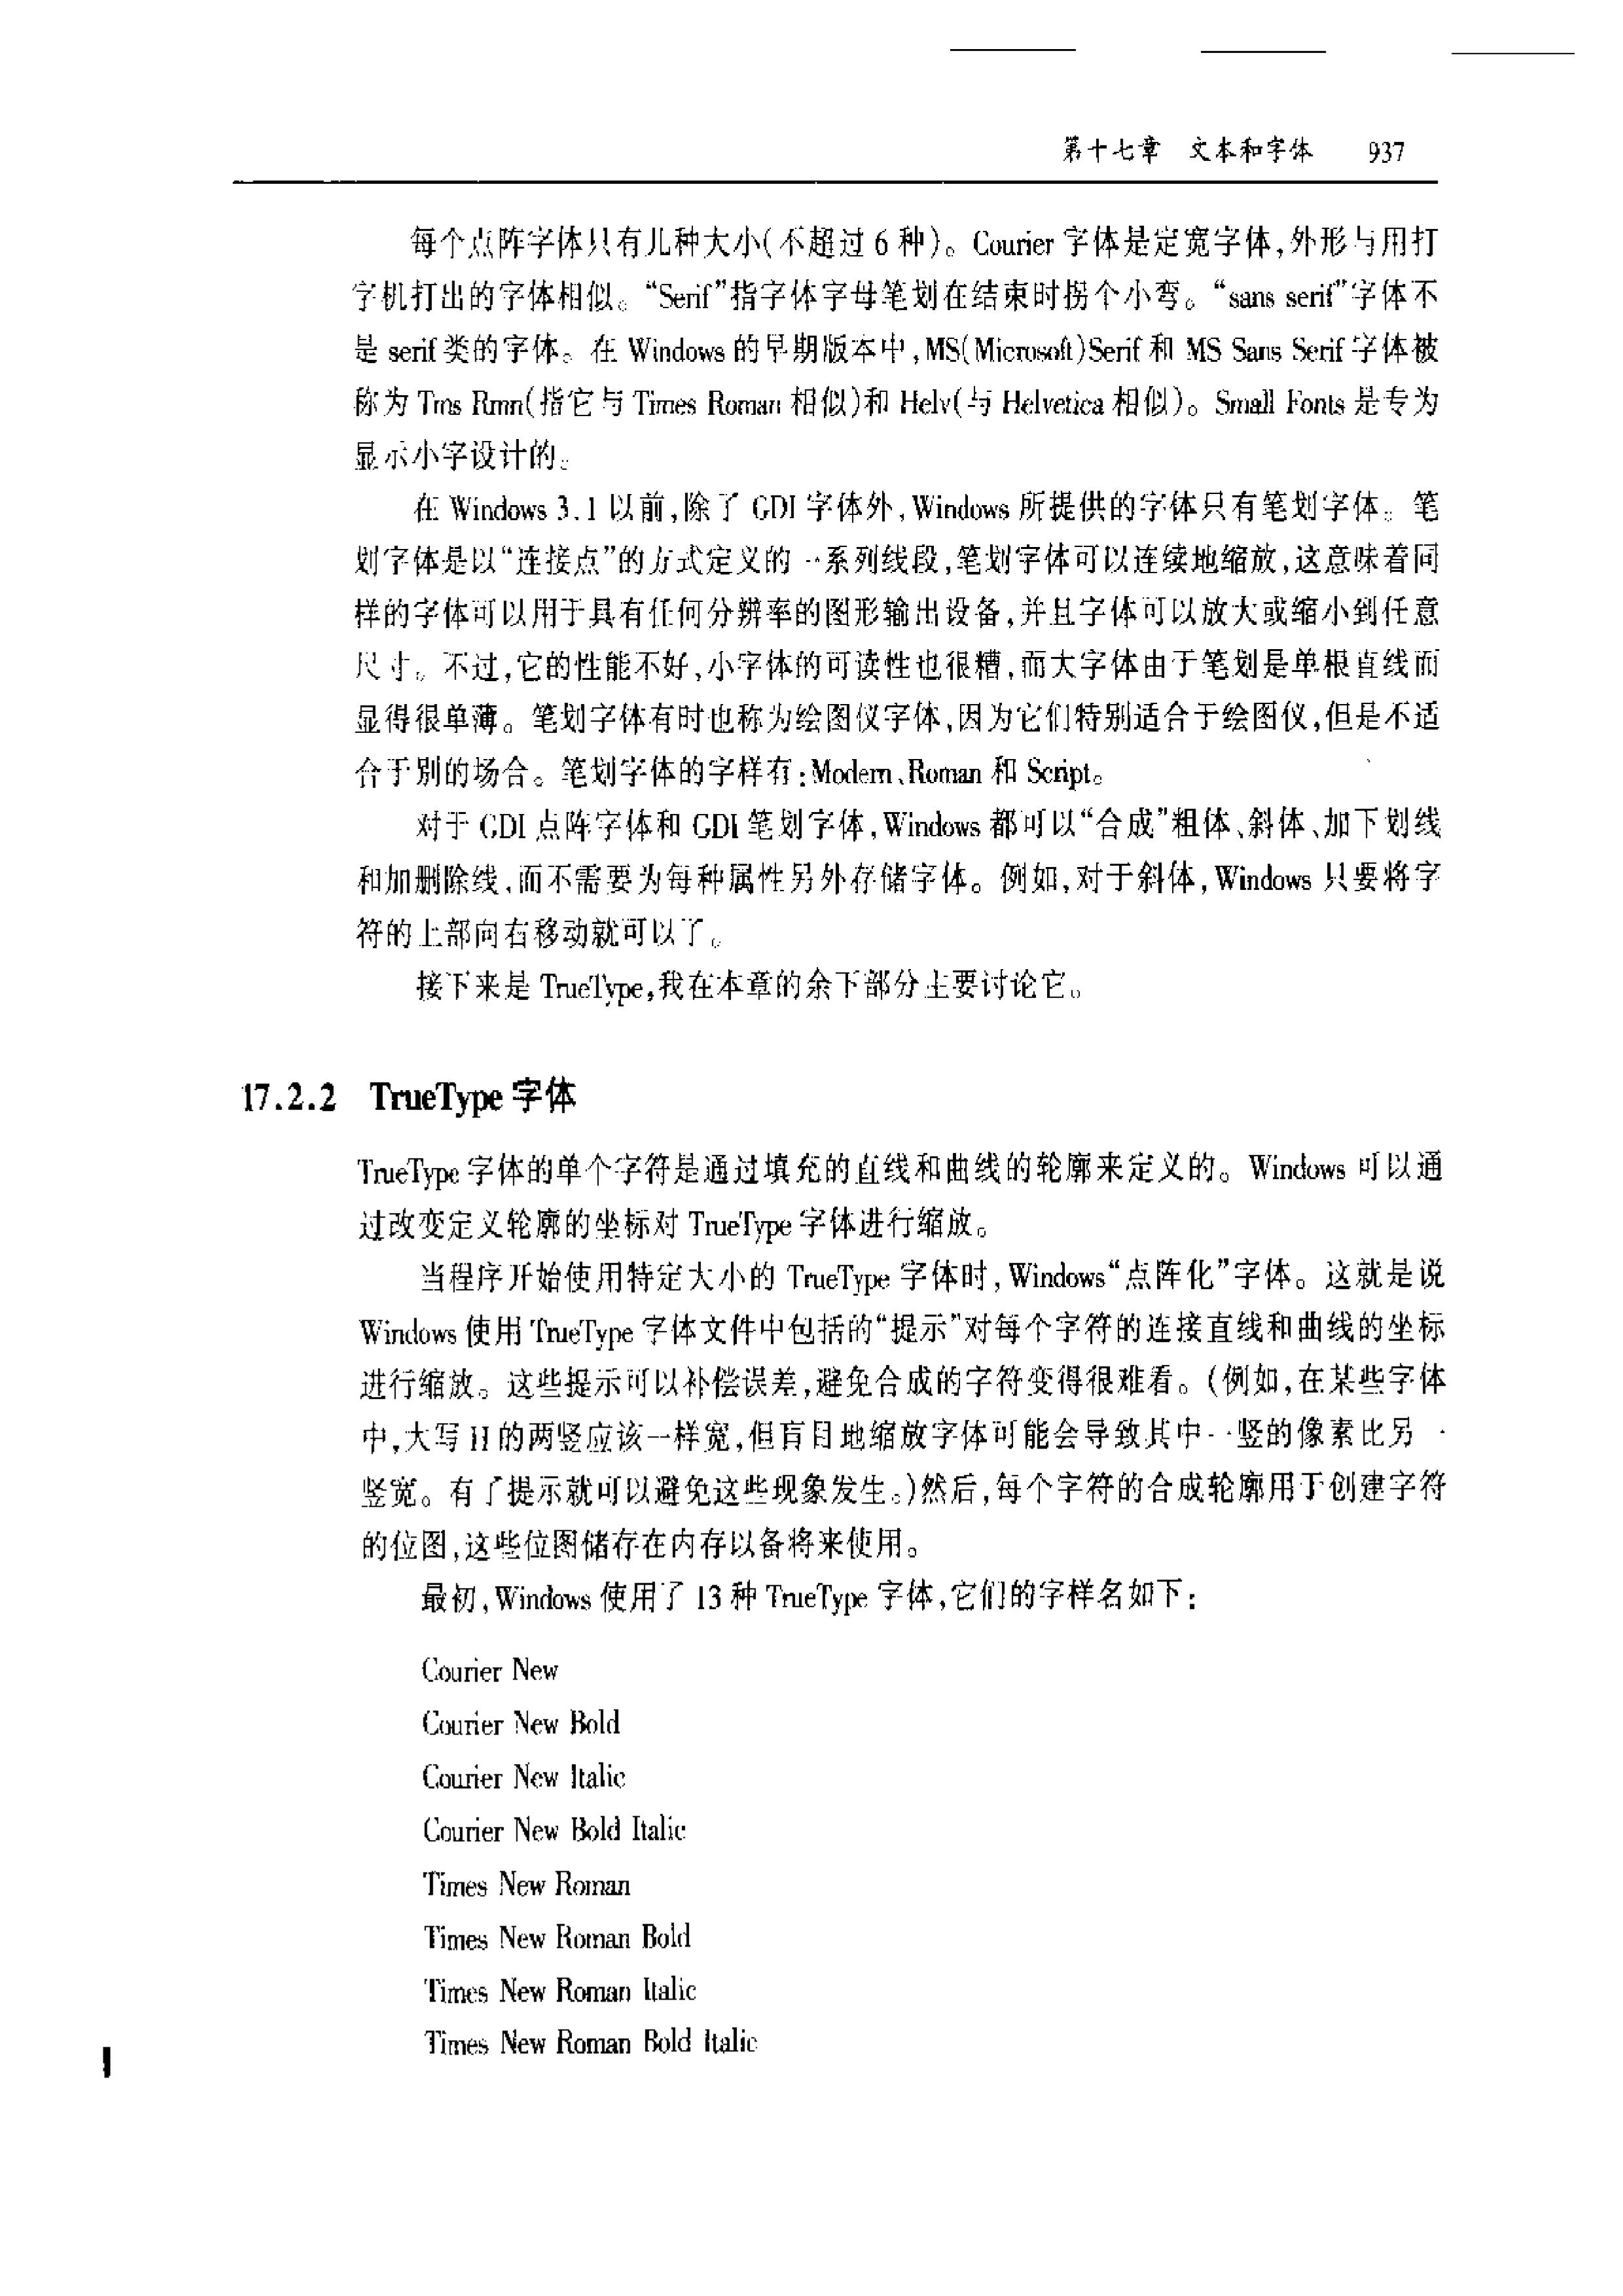 第十七章 文本和字体 937
每个点阵字体只有几种大小(不超过 6 种)。Courier 字体是定宽字体,外形与用打
字机打出的字体相似。“Serif”指字体字母笔划在结束时拐个小弯。“sans serif”字体不
是 serif 类的字体。在 Windows 的早期版本中,MS(Microsoft)Serif 和 MS Sans Serif 字体被
称为 Tms Rmn(指它与 Times Roman 相似)和 Helv(与 Helvetica 相似)。Small Fonts 是专为
显示小字设计的。
在 Windows 3.1 以前,除了 GDI 字体外,Windows 所提供的字体只有笔划字体。笔
划字体是以“连接点”的方式定义的一系列线段,笔划字体可以连续地缩放,这意味着同
样的字体可以用于具有任何分辨率的图形输出设备,并且字体可以放大或缩小到任意
尺寸。不过,它的性能不好,小字体的可读性也很糟,而大字体由于笔划是单根直线而
显得很单薄。笔划字体有时也称为绘图仪字体,因为它们特别适合于绘图仪,但是不适
合于别的场合。笔划字体的字样有:Modern、Roman 和 Script。
对于 GDI 点阵字体和 GDI 笔划字体,Windows 都可以“合成”粗体、斜体、加下划线
和加删除线,而不需要为每种属性另外存储字体。例如,对于斜体,Windows 只要将字
符的上部向右移动就可以了。
接下来是 TrueType,我在本章的余下部分主要讨论它。
17.2.2 TrueType 字体
TrueType 字体的单个字符是通过填充的直线和曲线的轮廓来定义的。Windows 可以通
过改变定义轮廓的坐标对 TrueType 字体进行缩放。
当程序开始使用特定大小的 TrueType 字体时,Windows“点阵化”字体。这就是说
Windows 使用 TrueType 字体文件中包括的“提示”对每个字符的连接直线和曲线的坐标
进行缩放。这些提示可以补偿误差,避免合成的字符变得很难看。(例如,在某些字体
中,大写 H 的两竖应该一样宽,但盲目地缩放字体可能会导致其中一竖的像素比另一
竖宽。有了提示就可以避免这些现象发生。)然后,每个字符的合成轮廓用于创建字符
的位图,这些位图储存在内存以备将来使用。
最初,Windows 使用了 13 种 TrueType 字体,它们的字样名如下:
Courier New
Courier New Bold
Courier New Italic
Courier New Bold Italic
Times New Roman
Times New Roman Bold
Times New Roman Italic
Times New Roman Bold Italic